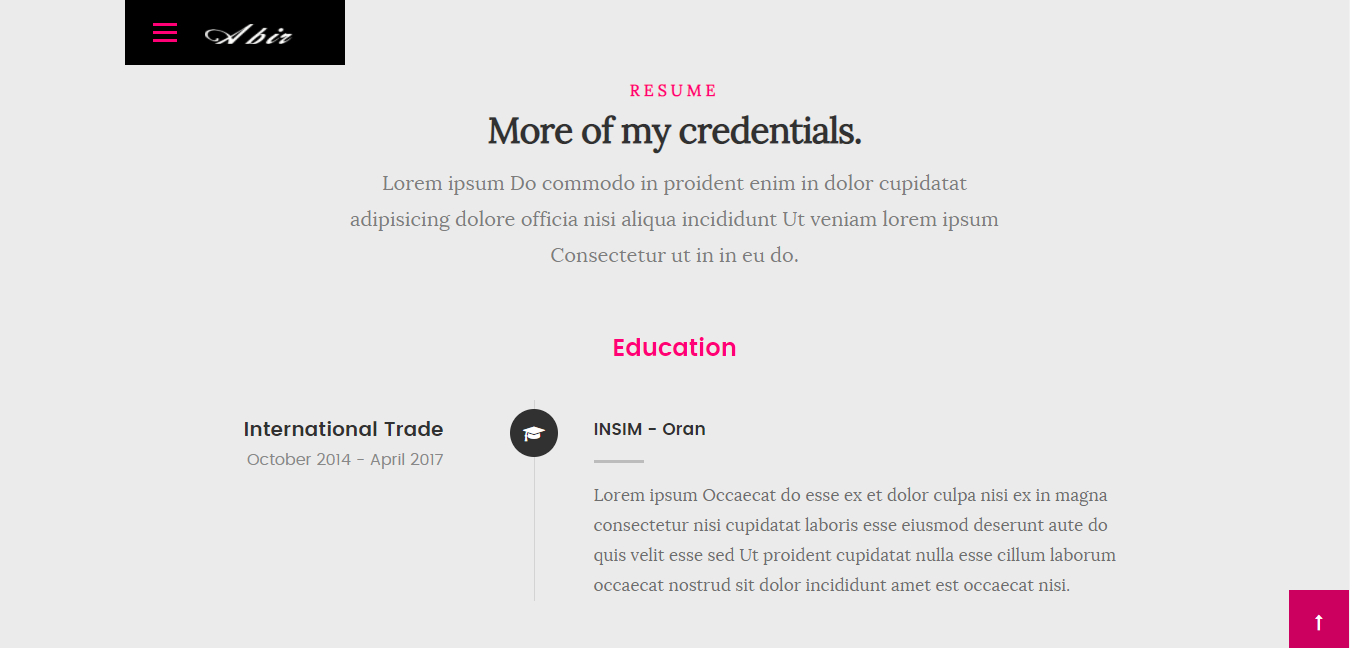 Abir
RESUME
More of my credentials.
Lorem ipsum Do commodo in proident enim in dolor cupidatat
adipisicing dolore officia nisi aliqua incididunt Ut veniam lorem ipsum
Consectetur ut in in eu do.
Education
International Trade
October 2014 - April 2017
INSIM - Oran
Lorem ipsum Occaecat do esse ex et dolor culpa nisi ex in magna
consectetur nisi cupidatat laboris esse eiusmod deserunt aute do
quis velit esse sed Ut proident cupidatat nulla esse cillum laborum
occaecat nostrud sit dolor incididunt amet est occaecat nisi.